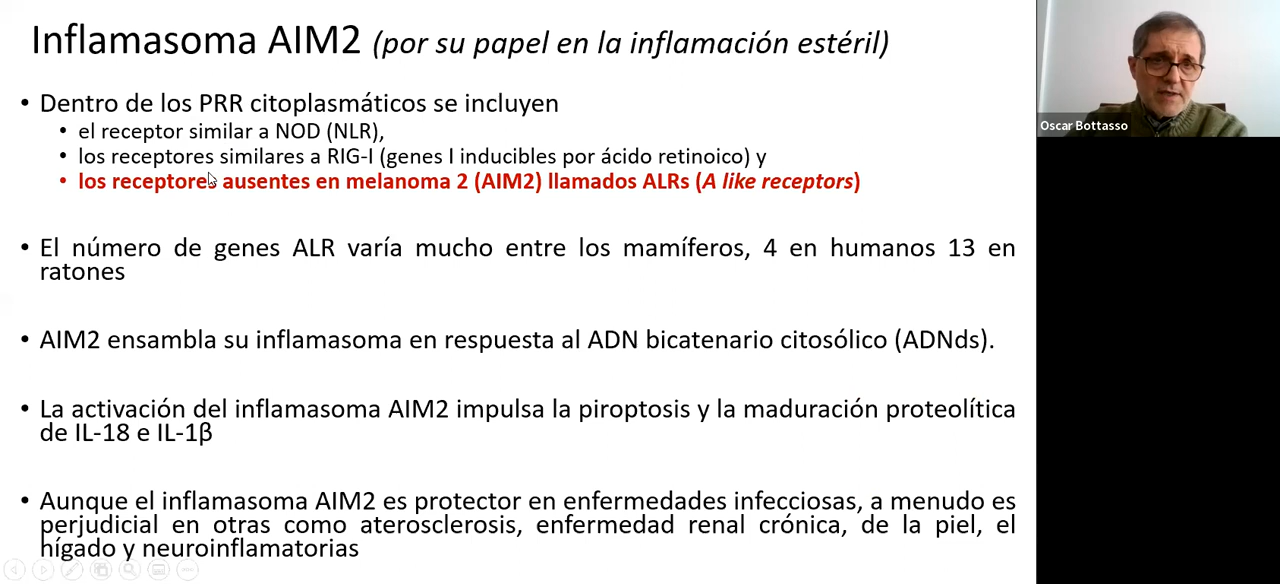 Inflamasoma AIM2 (por su papel en la inflamación estéril)
• Dentro de los PRR citoplasmáticos se incluyen
• el receptor similar a NOD (NLR),
• los receptores similares a RIG-I (genes I inducibles por ácido retinoico) y
• los receptores ausentes en melanoma 2 (AIM2) llamados ALRs (A like receptors)
• El número de genes ALR varía mucho entre los mamíferos, 4 en humanos 13 en
ratones
• AIM2 ensambla su inflamasoma en respuesta al ADN bicatenario citosólico (ADNds).
• La activación del inflamasoma AIM2 impulsa la piroptosis y la maduración proteolítica
de IL-18 e IL-1β
• Aunque el inflamasoma AIM2 es protector en enfermedades infecciosas, a menudo es
perjudicial en otras como aterosclerosis, enfermedad renal crónica, de la piel, el
hígado y neuroinflamatorias
Oscar Bottasso